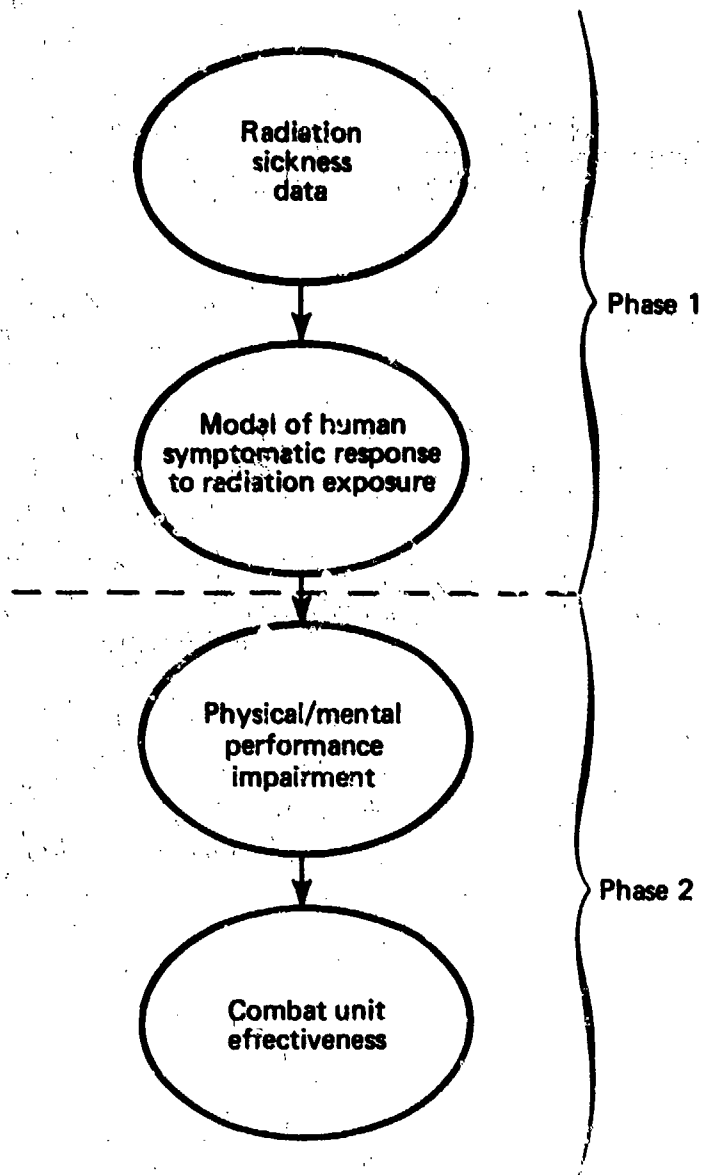 Radiation
sickness
data
Phase 1
Model of human
symptomatic response
to radiation exposure
Physical/mental
performance
impairment
Phase 2
Combat unit
effectiveness